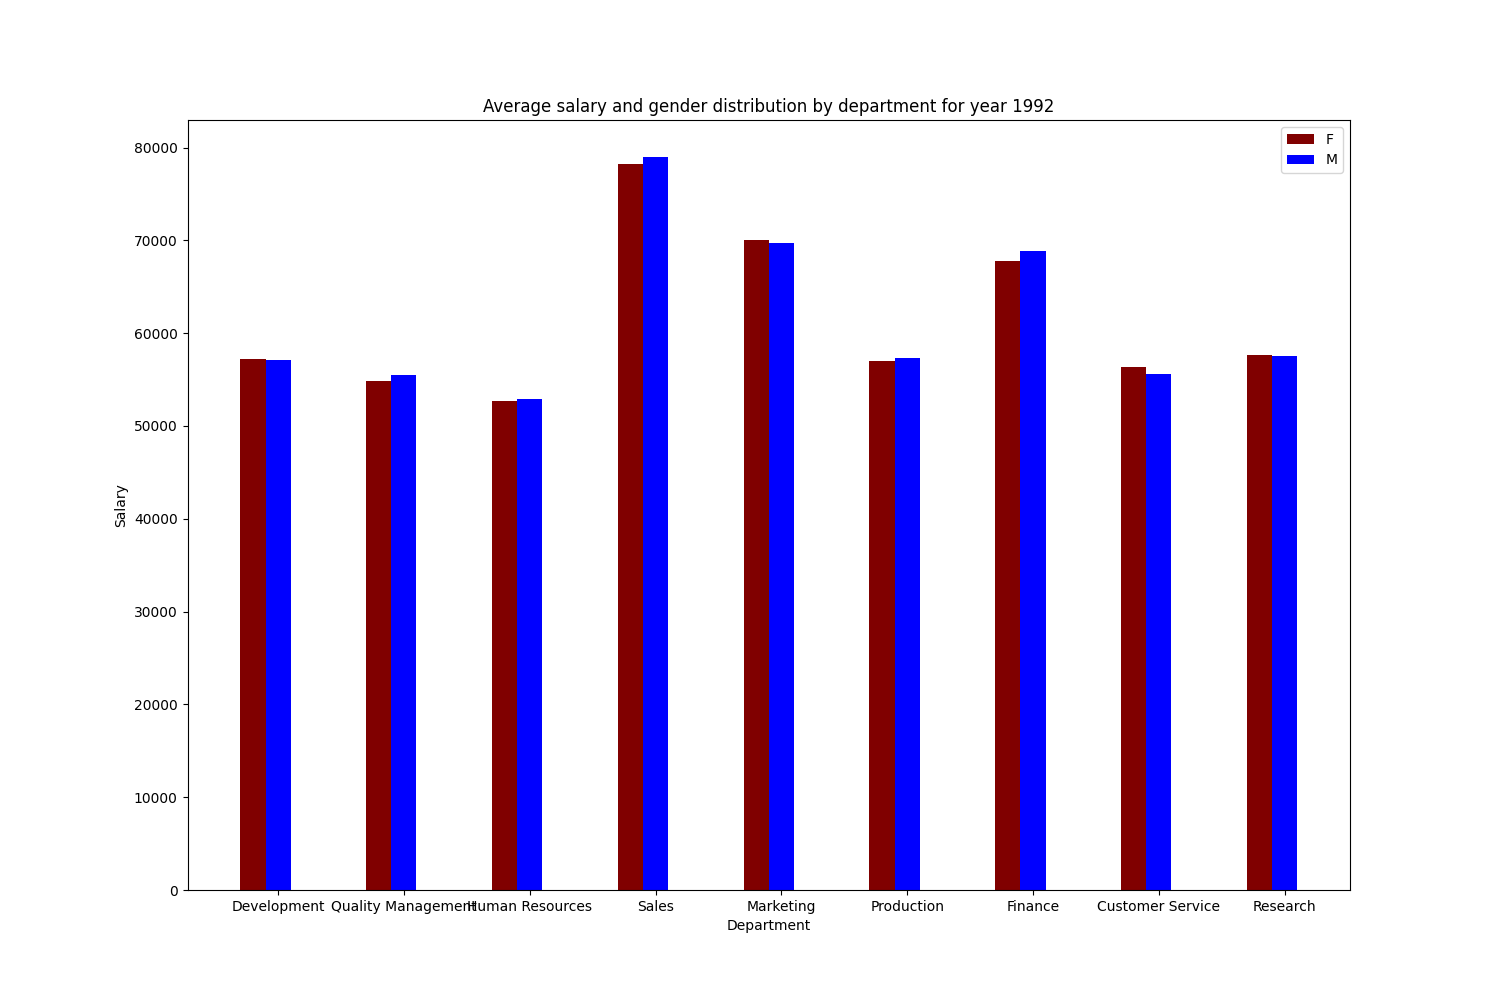 Average salary and gender distribution by department for year 1992
F
M
80000
70000
60000
50000
40000
30000
20000
10000
0
Salary
Development Quality Management Human Resources Sales Marketing Production Finance Customer Service Research
Department